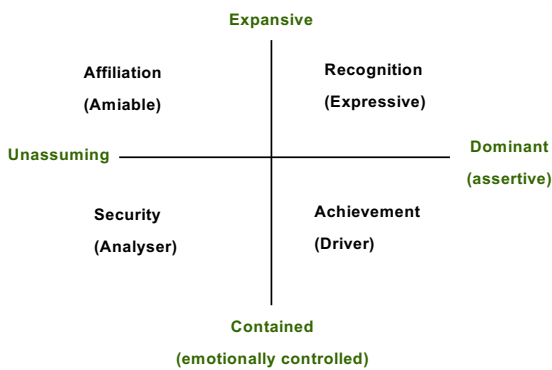 Expansive
Affiliation
(Amiable)
Recognition
(Expressive)
Unassuming
Dominant
(assertive)
Security
(Analyser)
Achievement
(Driver)
Contained
(emotionally controlled)